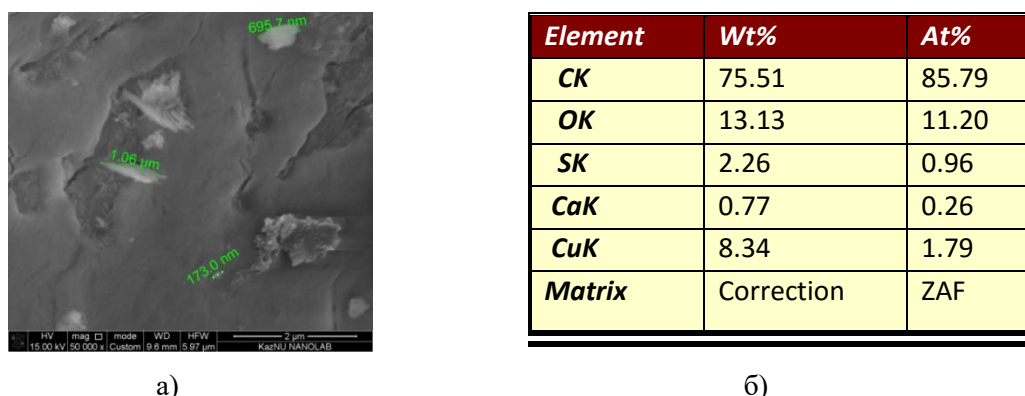 695.7 nm
1.06 µm
173.0 nm
HV mag □ mode WD HFW 2 µm
15.00 kV 50 000 x Custom 9.6 mm 5.97 µm KazNU NANOLAB
Element Wt% At%
CK 75.51 85.79
OK 13.13 11.20
SK 2.26 0.96
CaK 0.77 0.26
CuK 8.34 1.79
Matrix Correction ZAF
а) б)